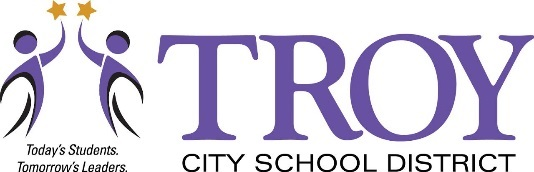 TROY
CITY SCHOOL DISTRICT
Today's Students.
Tomorrow's Leaders.